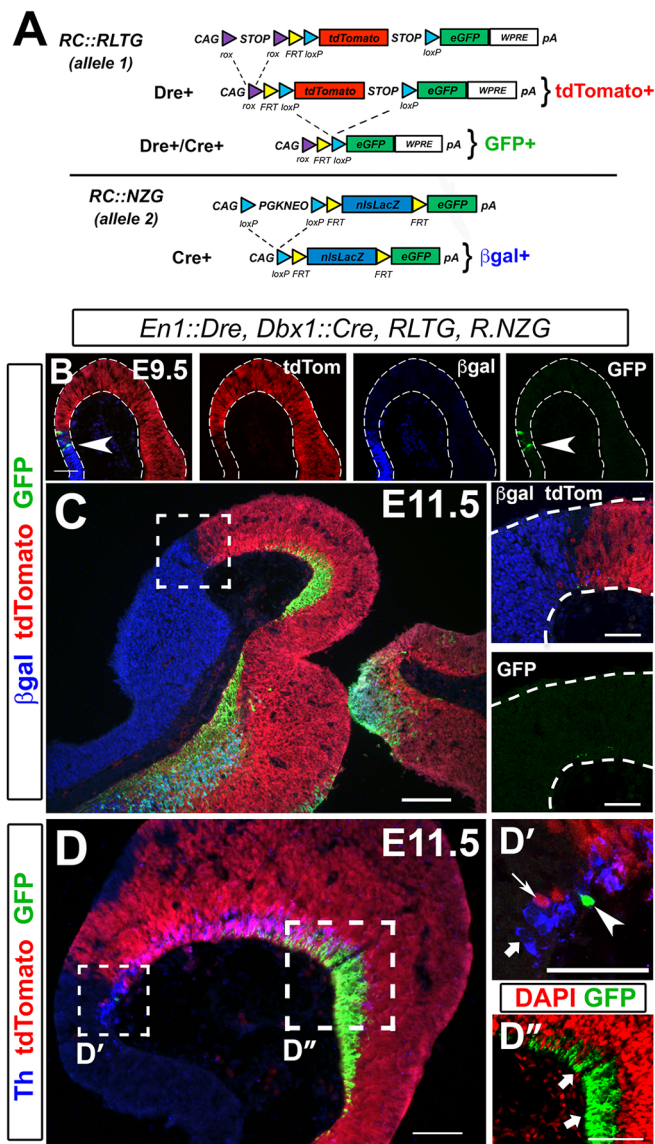 A
RC::RLTG
(allele 1)
CAG STOP tdTomato STOP eGFP WPRE pA
rox rox FRT loxP loxP
Dre+ CAG tdTomato STOP eGFP WPRE pA } tdTomato+
rox FRT loxP loxP
Dre+/Cre+ CAG eGFP WPRE pA } GFP+
rox FRT loxP
RC::NZG
(allele 2)
CAG PGKNEO nlsLacZ eGFP pA
loxP loxP FRT FRT
Cre+ CAG nlsLacZ eGFP pA } βgal+
loxP FRT FRT
En1::Dre, Dbx1::Cre, RLTG, R.NZG
βgal tdTomato GFP
B E9.5 tdTom βgal GFP
C E11.5
βgal tdTom
GFP
Th tdTomato GFP
D E11.5
D′
D″
D′
DAPI GFP
D″